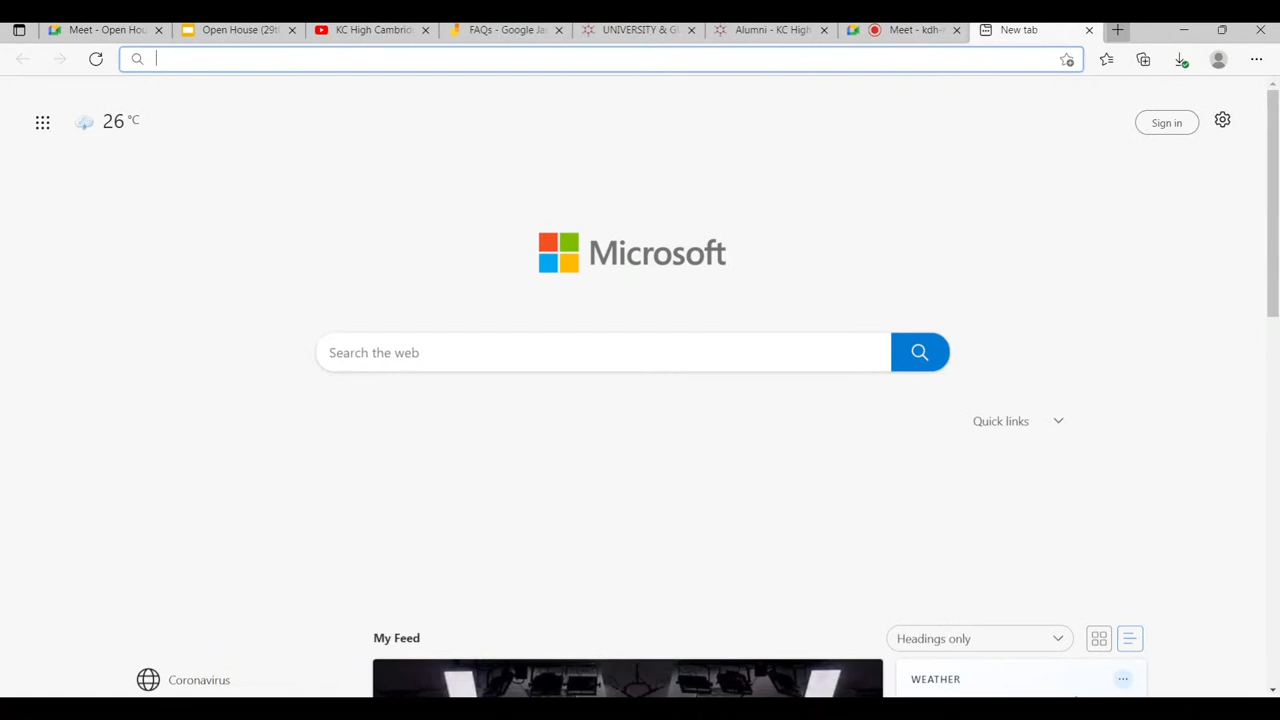 Meet - Open Hou
Open House (29t
KC High Cambrid
FAQs - Google Ja
UNIVERSITY & G
Alumni - KC High
Meet - kdh-
New tab
26 °C
Sign in
Microsoft
Search the web
Quick links
My Feed
Headings only
Coronavirus
WEATHER